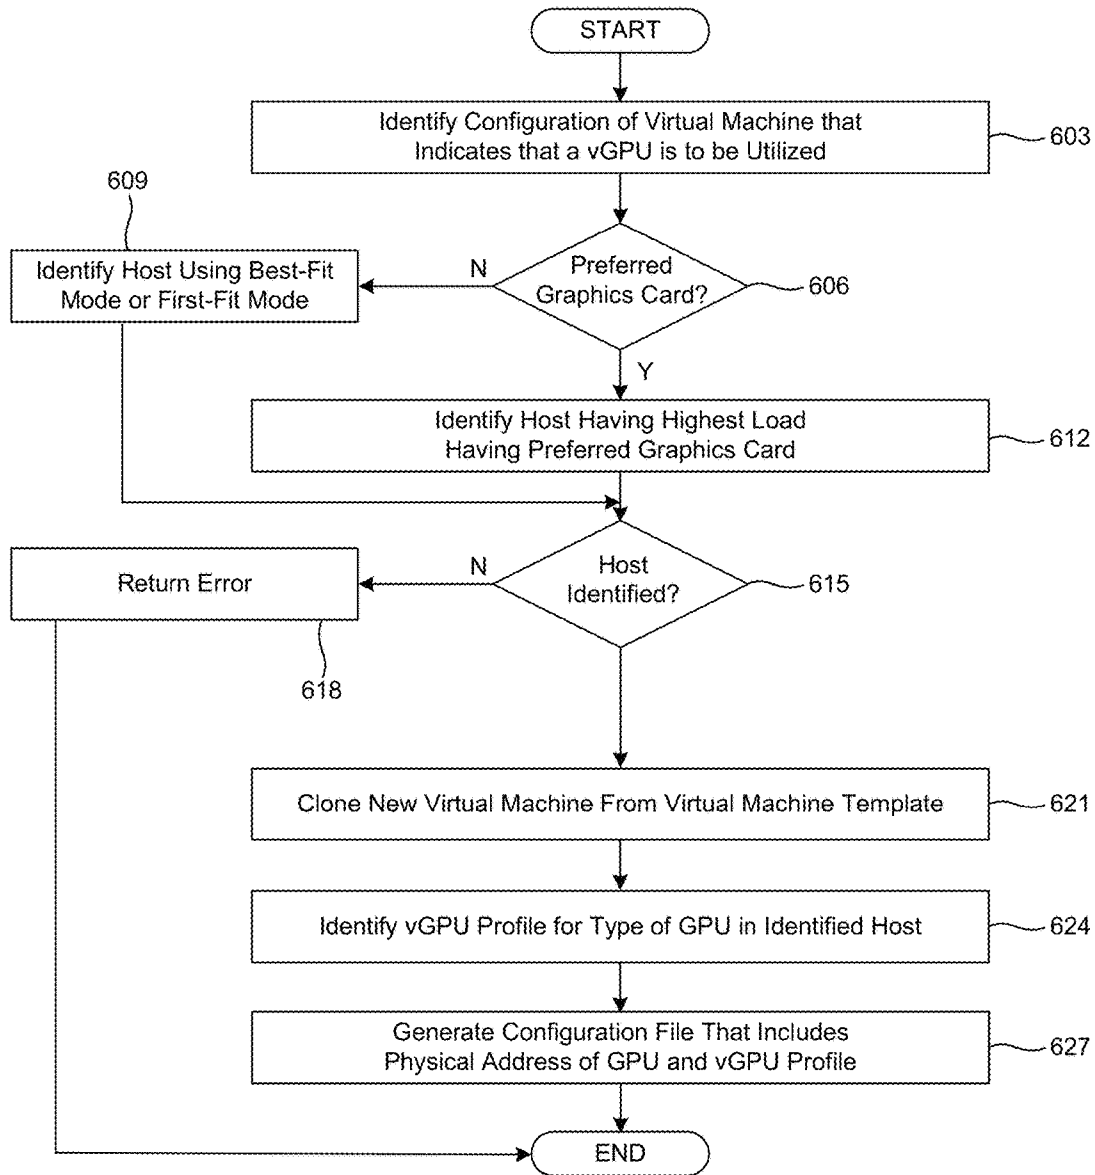 START
Identify Configuration of Virtual Machine that
Indicates that a vGPU is to be Utilized
603
609
Identify Host Using Best-Fit
Mode or First-Fit Mode
N
Preferred
Graphics Card?
606
Y
Identify Host Having Highest Load
Having Preferred Graphics Card
612
Return Error
N
Host
Identified?
615
618
Clone New Virtual Machine From Virtual Machine Template
621
Identify vGPU Profile for Type of GPU in Identified Host
624
Generate Configuration File That Includes
Physical Address of GPU and vGPU Profile
627
END